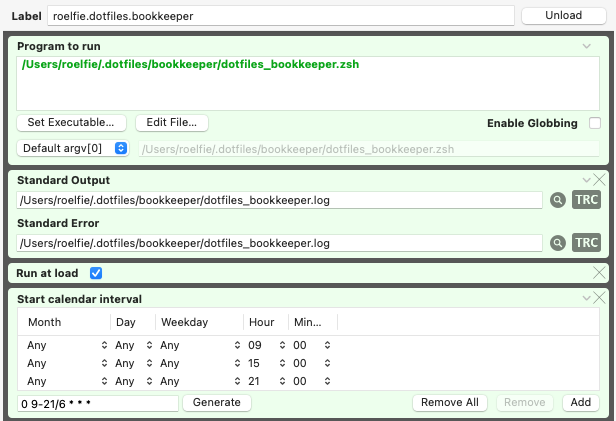 Label roelfie.dotfiles.bookkeeper Unload
Program to run
/Users/roelfie/.dotfiles/bookkeeper/dotfiles_bookkeeper.zsh
Set Executable... Edit File... Enable Globbing
Default argv[0] /Users/roelfie/.dotfiles/bookkeeper/dotfiles_bookkeeper.zsh
Standard Output
/Users/roelfie/.dotfiles/bookkeeper/dotfiles_bookkeeper.log TRC
Standard Error
/Users/roelfie/.dotfiles/bookkeeper/dotfiles_bookkeeper.log TRC
Run at load
Start calendar interval
Month Day Weekday Hour Min...
Any Any Any 09 00
Any Any Any 15 00
Any Any Any 21 00
0 9-21/6 * * * Generate Remove All Remove Add